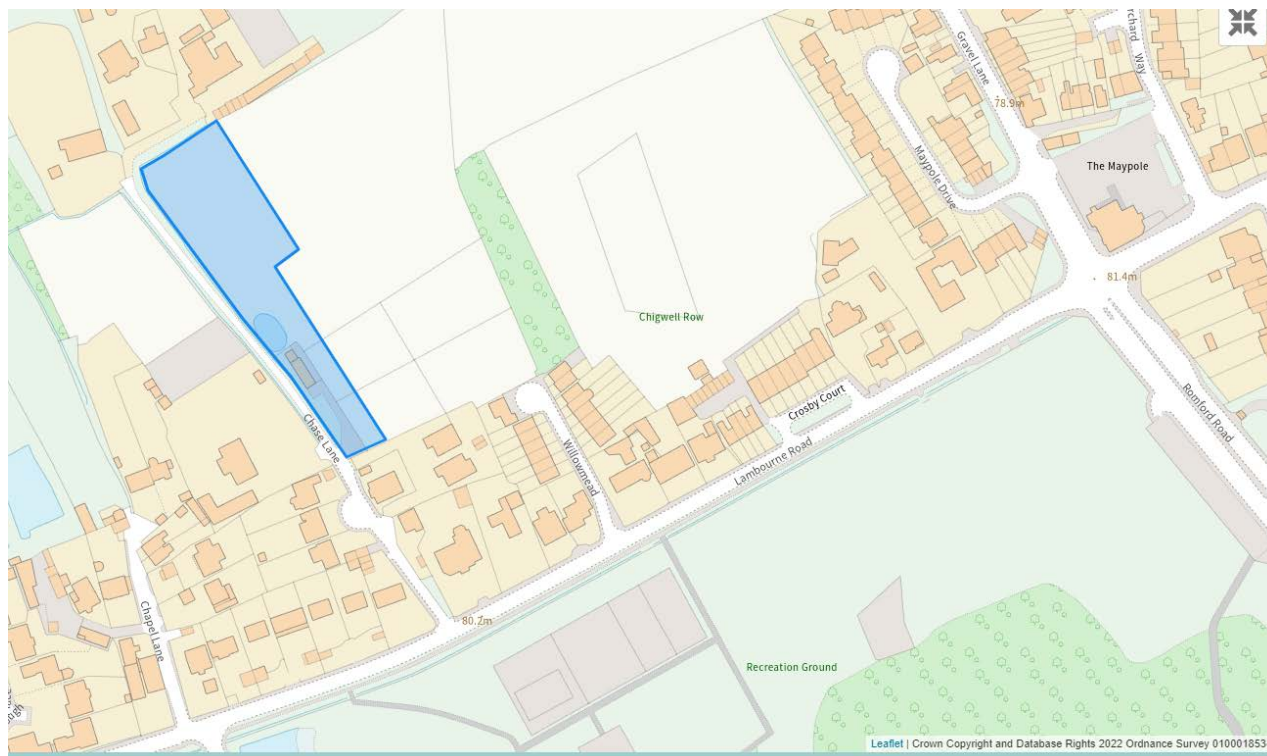 Gravel Lane
rchard Way
78.9m
The Maypole
Maypole Drive
81.4m
Chigwell Row
Romford Road
Crosby Court
Chase Lane
Willowmead
Lambourne Road
Chapel Lane
80.2m
Recreation Ground
Leaflet | Crown Copyright and Database Rights 2022 Ordnance Survey 010001853